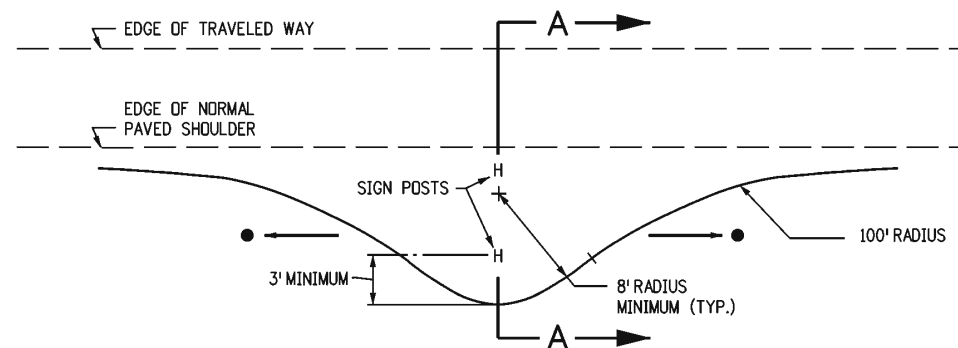 A
EDGE OF TRAVELED WAY
EDGE OF NORMAL
PAVED SHOULDER
H
SIGN POSTS
H
100' RADIUS
3' MINIMUM
8' RADIUS
MINIMUM (TYP.)
A